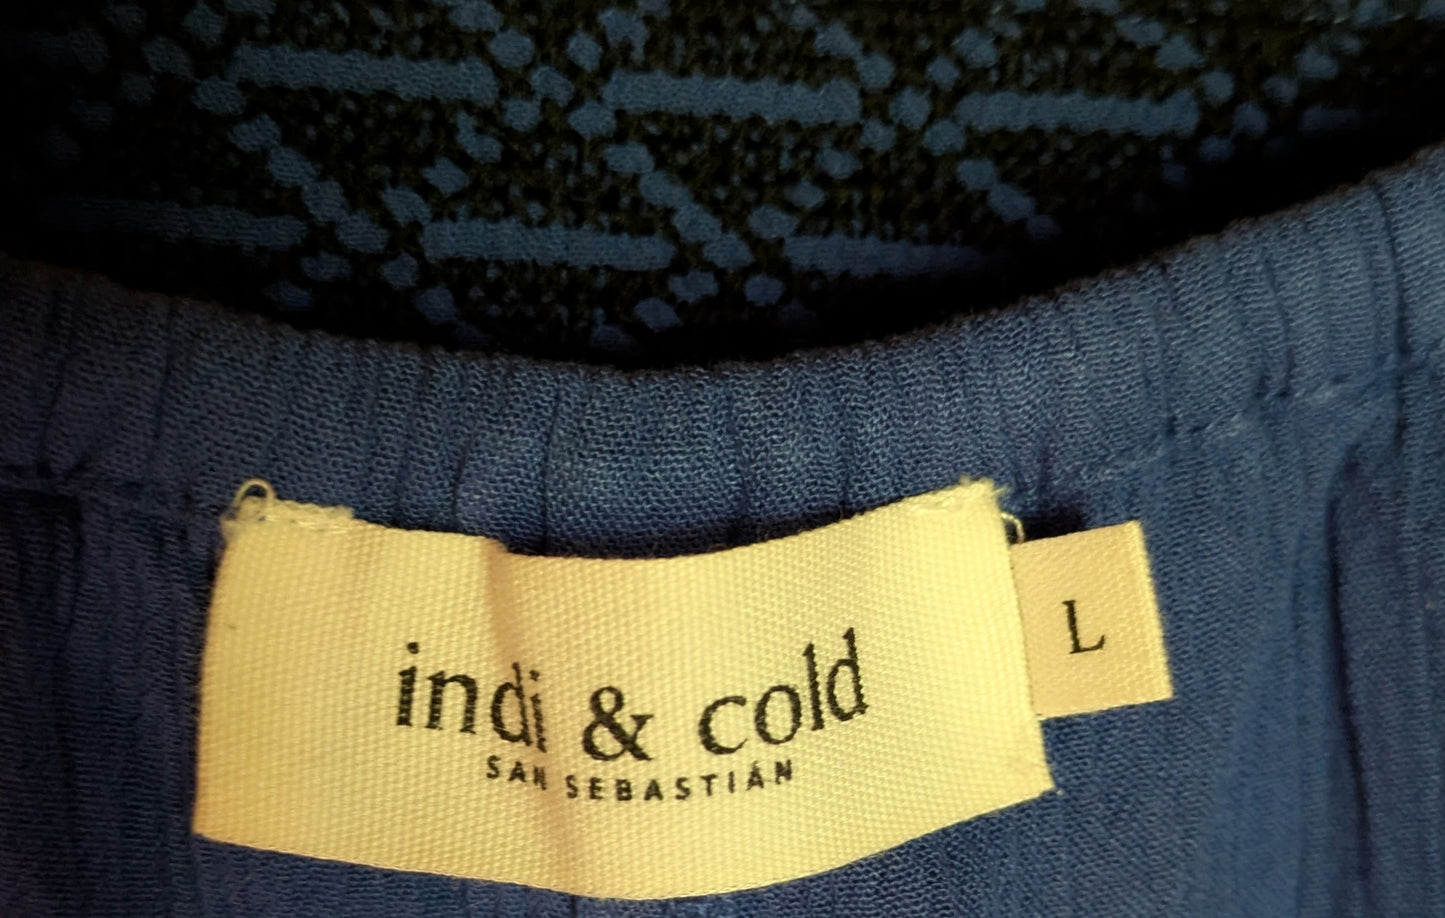 indi & cold
SAN SEBASTIÁN
L